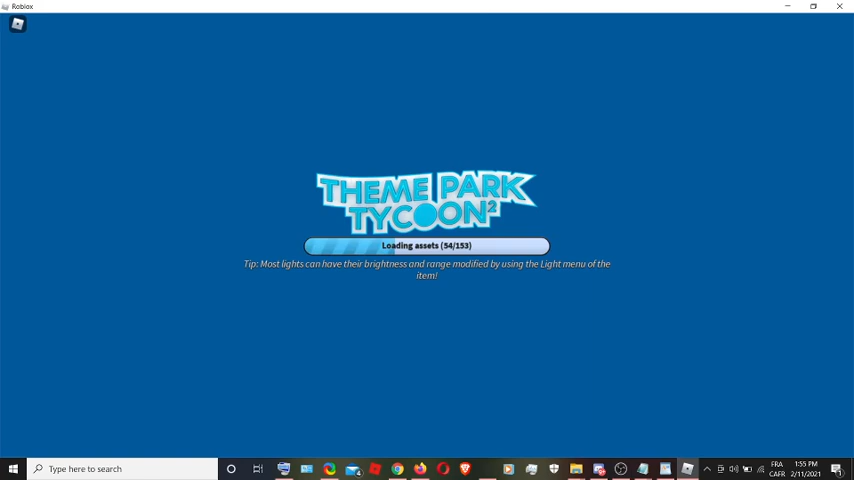 Roblox
THEME PARK
TYCOON2
Loading assets (54/153)
Tip: Most lights can have their brightness and range modified by using the Light menu of the
item!
Type here to search
FRA
CAFR
1:55 PM
2/11/2021